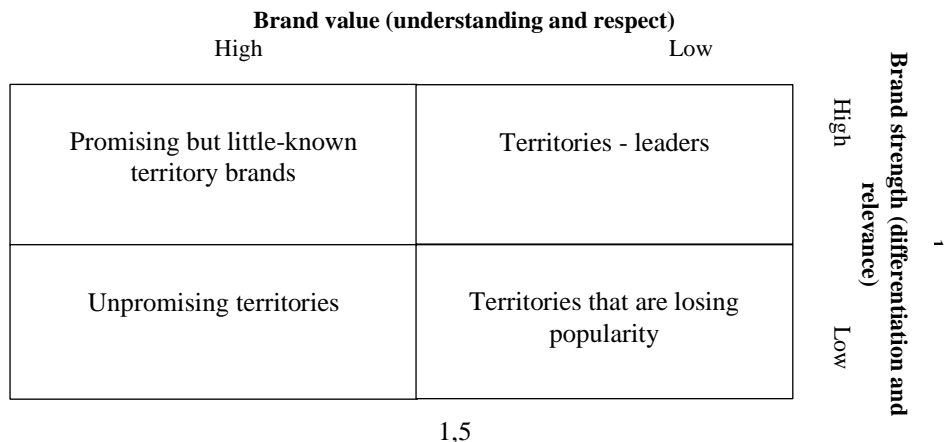 Brand value (understanding and respect)
High
Low
Promising but little-known
territory brands
Territories - leaders
Unpromising territories
Territories that are losing
popularity
High
Low
Brand strength (differentiation and
relevance)
1,5